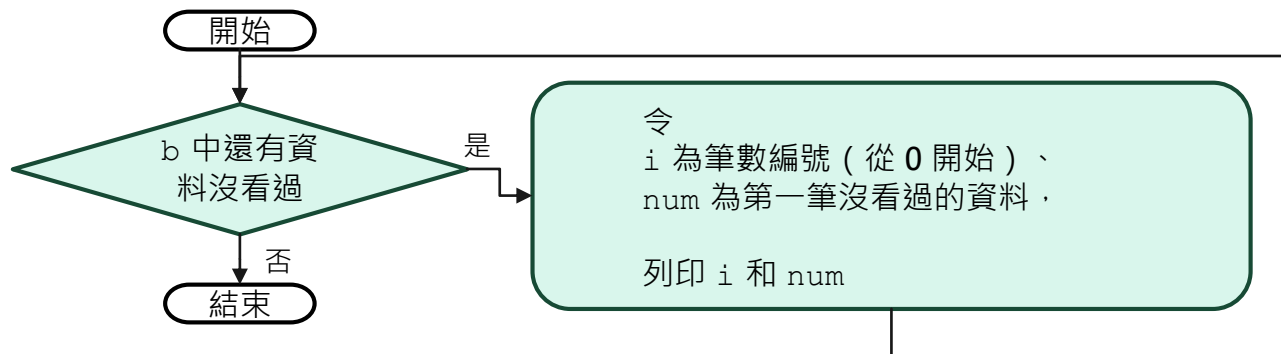 開始
b 中還有資
料沒看過
是
令
i 為筆數編號 ( 從 0 開始 ) 、
num 為第一筆沒看過的資料，
列印 i 和 num
否
結束